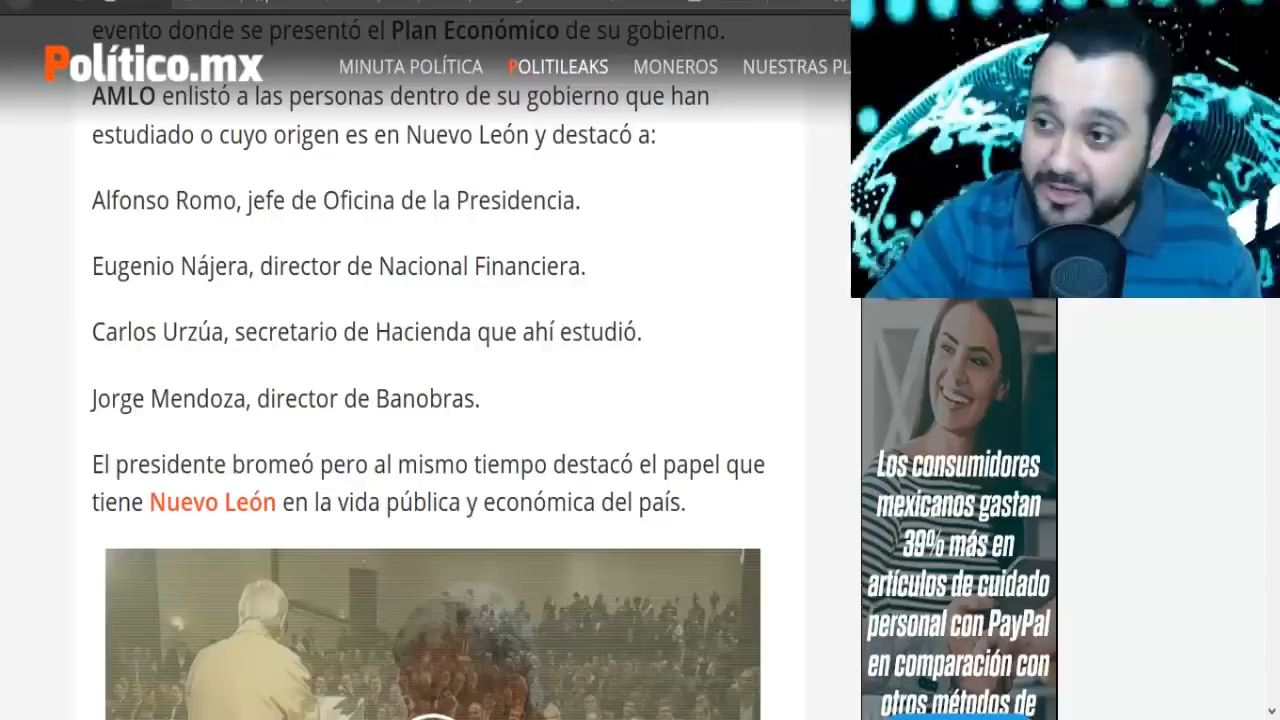 evento donde se presentó el Plan Económico de su gobierno.
Político.mx
MINUTA POLÍTICA POLITILEAKS MONEROS NUESTRAS PL
AMLO enlistó a las personas dentro de su gobierno que han
estudiado o cuyo origen es en Nuevo León y destacó a:
Alfonso Romo, jefe de Oficina de la Presidencia.
Eugenio Nájera, director de Nacional Financiera.
Carlos Urzúa, secretario de Hacienda que ahí estudió.
Jorge Mendoza, director de Banobras.
El presidente bromeó pero al mismo tiempo destacó el papel que
tiene Nuevo León en la vida pública y económica del país.
Los consumidores
mexicanos gastan
39% más en
artículos de cuidado
personal con PayPal
en comparación con
otros métodos de